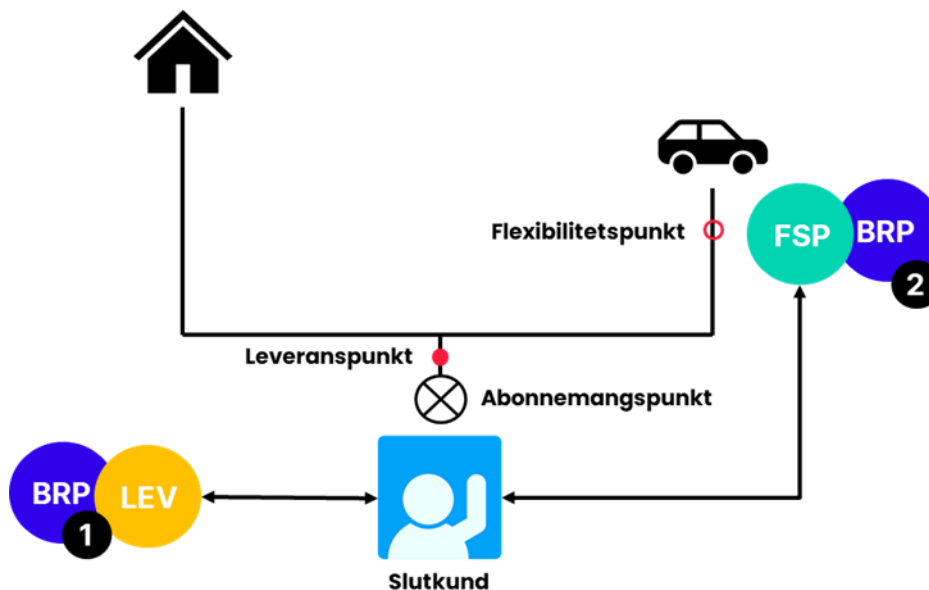 Flexibilitetspunkt
FSP
BRP
2
Leveranspunkt
Abonnemangspunkt
BRP
1
LEV
Slutkund